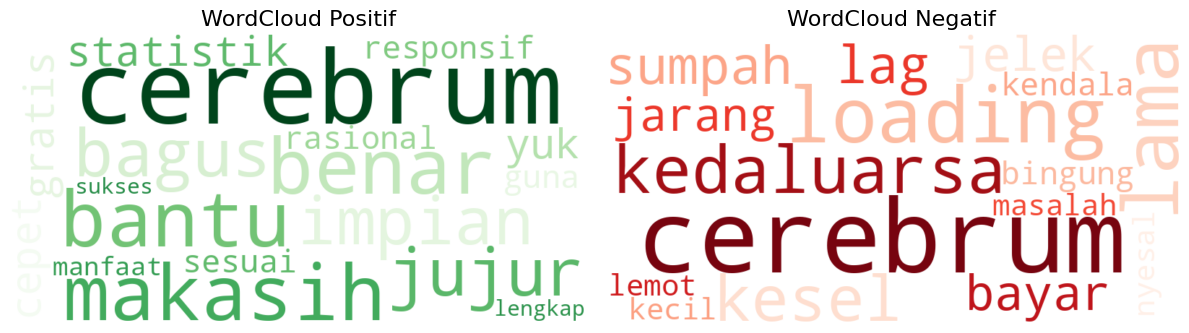 WordCloud Positif
statistik
responsif
cerebrum
gratis
bagus
rasional
benar
yuk
guna
sukses
bantu
impian
cepet
manfaat
sesuai
makasih
jujur
lengkap
WordCloud Negatif
sumpah
lag
jelek
kendala
lama
jarang
loading
kedaluarsa
bingung
masalah
cerebrum
nyesal
lemot
kecil
kesel
bayar